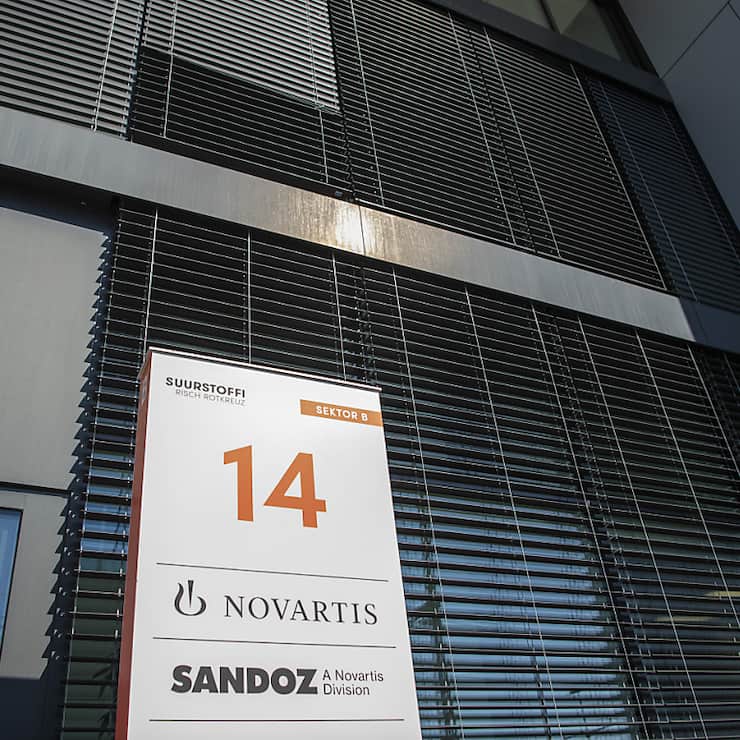 SUURSTOFFI
RISCH ROTKREUZ
SEKTOR B
14
NOVARTIS
SANDOZ A Novartis
Division